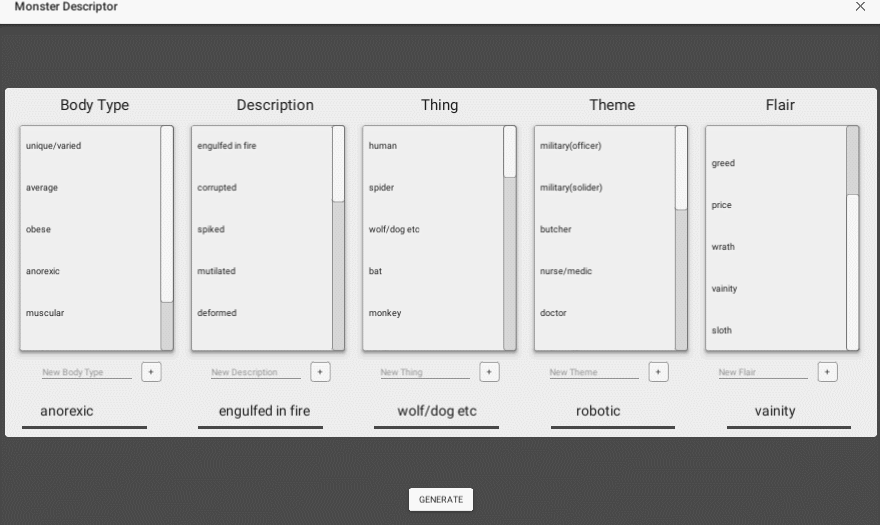 Monster Descriptor
Body Type Description Thing Theme Flair
unique/varied engulfed in fire human military(officer) greed
average corrupted spider military(solider) price
obese spiked wolf/dog etc butcher wrath
anorexic mutilated bat nurse/medic vainity
muscular deformed monkey doctor sloth
New Body Type + New Description + New Thing + New Theme + New Flair +
anorexic engulfed in fire wolf/dog etc robotic vainity
GENERATE